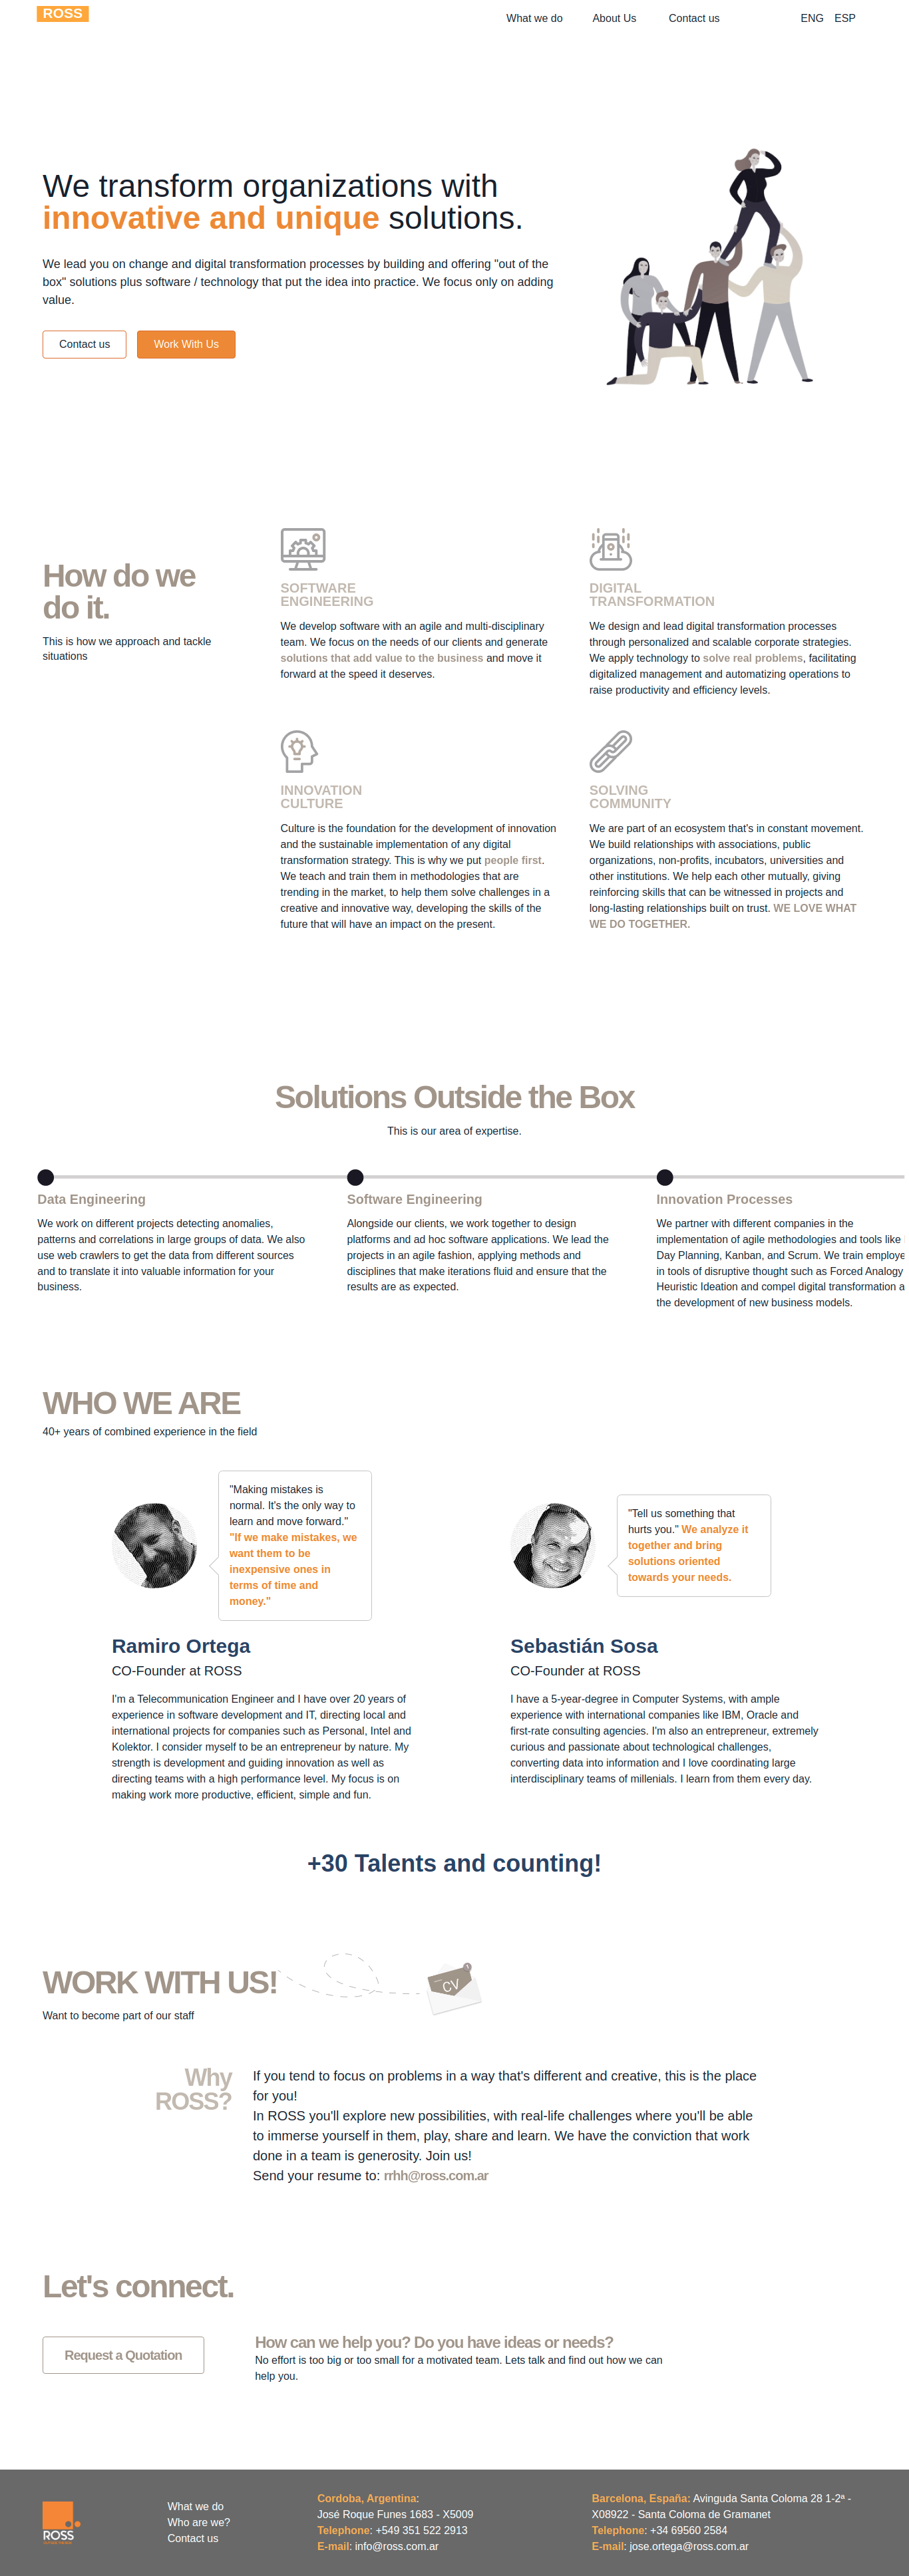 ROSS
What we do
About Us
Contact us
ENG
ESP
We transform organizations with
innovative and unique solutions.
We lead you on change and digital transformation processes by building and offering "out of the
box" solutions plus software / technology that put the idea into practice. We focus only on adding
value.
Contact us
Work With Us
How do we
do it.
This is how we approach and tackle
situations
SOFTWARE
ENGINEERING
We develop software with an agile and multi-disciplinary
team. We focus on the needs of our clients and generate
solutions that add value to the business and move it
forward at the speed it deserves.
DIGITAL
TRANSFORMATION
We design and lead digital transformation processes
through personalized and scalable corporate strategies.
We apply technology to solve real problems, facilitating
digitalized management and automatizing operations to
raise productivity and efficiency levels.
INNOVATION
CULTURE
Culture is the foundation for the development of innovation
and the sustainable implementation of any digital
transformation strategy. This is why we put people first.
We teach and train them in methodologies that are
trending in the market, to help them solve challenges in a
creative and innovative way, developing the skills of the
future that will have an impact on the present.
SOLVING
COMMUNITY
We are part of an ecosystem that's in constant movement.
We build relationships with associations, public
organizations, non-profits, incubators, universities and
other institutions. We help each other mutually, giving
reinforcing skills that can be witnessed in projects and
long-lasting relationships built on trust. WE LOVE WHAT
WE DO TOGETHER.
Solutions Outside the Box
This is our area of expertise.
Data Engineering
We work on different projects detecting anomalies,
patterns and correlations in large groups of data. We also
use web crawlers to get the data from different sources
and to translate it into valuable information for your
business.
Software Engineering
Alongside our clients, we work together to design
platforms and ad hoc software applications. We lead the
projects in an agile fashion, applying methods and
disciplines that make iterations fluid and ensure that the
results are as expected.
Innovation Processes
We partner with different companies in the
implementation of agile methodologies and tools like
Day Planning, Kanban, and Scrum. We train employe
in tools of disruptive thought such as Forced Analogy
Heuristic Ideation and compel digital transformation a
the development of new business models.
WHO WE ARE
40+ years of combined experience in the field
"Making mistakes is
normal. It's the only way to
learn and move forward."
"If we make mistakes, we
want them to be
inexpensive ones in
terms of time and
money."
"Tell us something that
hurts you." We analyze it
together and bring
solutions oriented
towards your needs.
Ramiro Ortega
CO-Founder at ROSS
I'm a Telecommunication Engineer and I have over 20 years of
experience in software development and IT, directing local and
international projects for companies such as Personal, Intel and
Kolektor. I consider myself to be an entrepreneur by nature. My
strength is development and guiding innovation as well as
directing teams with a high performance level. My focus is on
making work more productive, efficient, simple and fun.
Sebastián Sosa
CO-Founder at ROSS
I have a 5-year-degree in Computer Systems, with ample
experience with international companies like IBM, Oracle and
first-rate consulting agencies. I'm also an entrepreneur, extremely
curious and passionate about technological challenges,
converting data into information and I love coordinating large
interdisciplinary teams of millenials. I learn from them every day.
+30 Talents and counting!
WORK WITH US!
CV
Want to become part of our staff
Why
ROSS?
If you tend to focus on problems in a way that's different and creative, this is the place
for you!
In ROSS you'll explore new possibilities, with real-life challenges where you'll be able
to immerse yourself in them, play, share and learn. We have the conviction that work
done in a team is generosity. Join us!
Send your resume to: rrhh@ross.com.ar
Let's connect.
Request a Quotation
How can we help you? Do you have ideas or needs?
No effort is too big or too small for a motivated team. Lets talk and find out how we can
help you.
ROSS
What we do
Who are we?
Contact us
Cordoba, Argentina:
José Roque Funes 1683 - X5009
Telephone: +549 351 522 2913
E-mail: info@ross.com.ar
Barcelona, España: Avinguda Santa Coloma 28 1-2ª -
X08922 - Santa Coloma de Gramanet
Telephone: +34 69560 2584
E-mail: jose.ortega@ross.com.ar